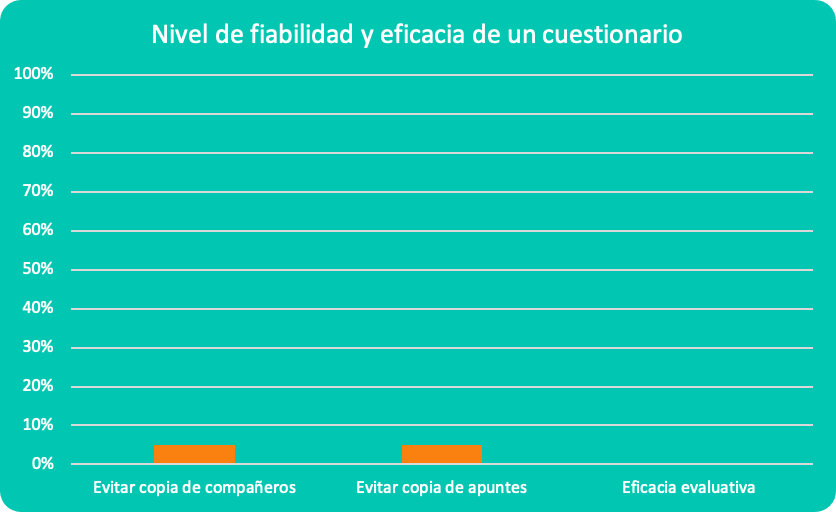 Nivel de fiabilidad y eficacia de un cuestionario
100%
90%
80%
70%
60%
50%
40%
30%
20%
10%
0%
Evitar copia de compañeros
Evitar copia de apuntes
Eficacia evaluativa